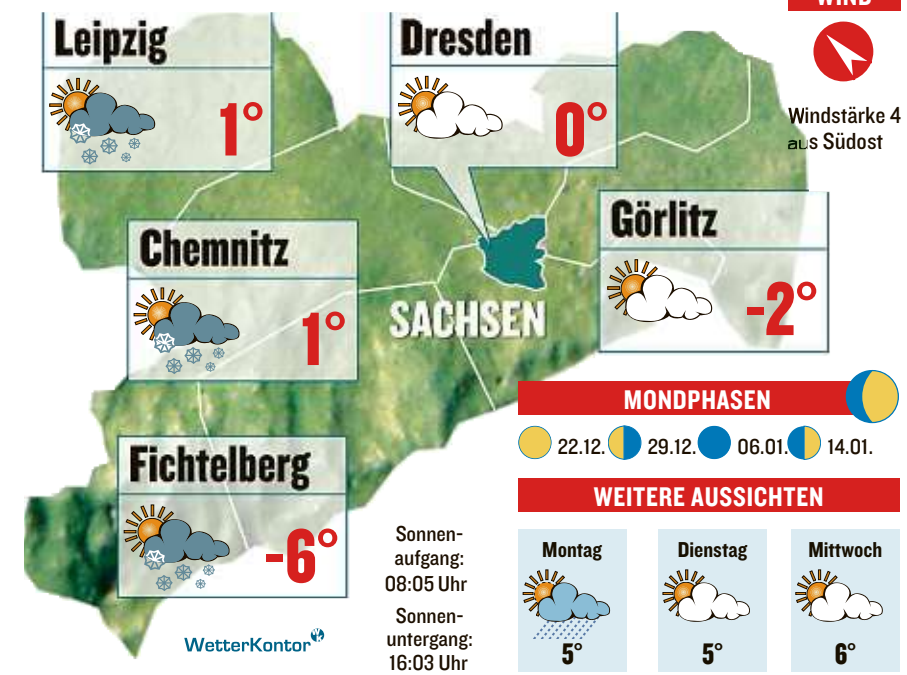 WIND
Leipzig
1°
Dresden
0°
Windstärke 4
aus Südost
Görlitz
-2°
Chemnitz
1°
SACHSEN
MONDPHASEN
22.12. 29.12. 06.01. 14.01.
Fichtelberg
-6°
WEITERE AUSSICHTEN
Sonnen-
aufgang:
08:05 Uhr
Sonnen-
untergang:
16:03 Uhr
Montag
5°
Dienstag
5°
Mittwoch
6°
WetterKontor